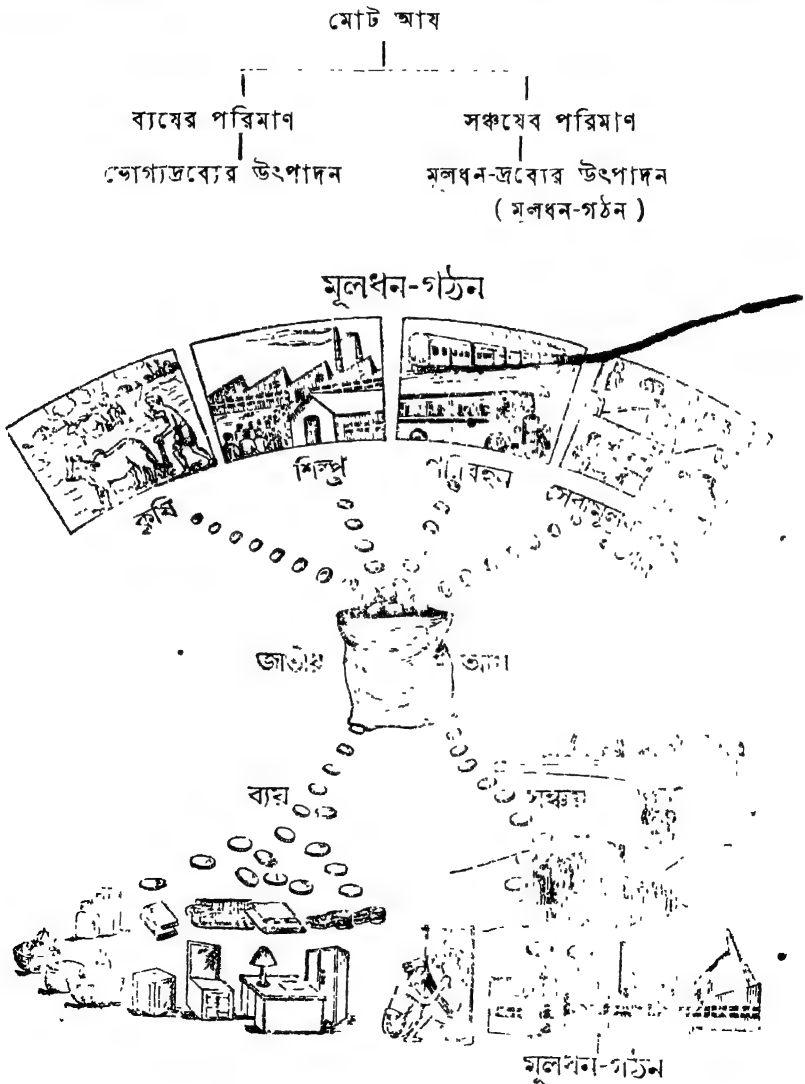 মোট আয
ব্যযের পরিমাণ
সঞ্চযেব পরিমাণ
ভোগ্যদ্রব্যের উৎপাদন
মূলধন-দ্রব্যের উৎপাদন
( মূলধন-গঠন )
মূলধন-গঠন
কৃষি
শিল্প
পরিবহন
সেবামূলক
জাতীয়
আয়
ব্যয়
সঞ্চয়
মূলধন-গঠন